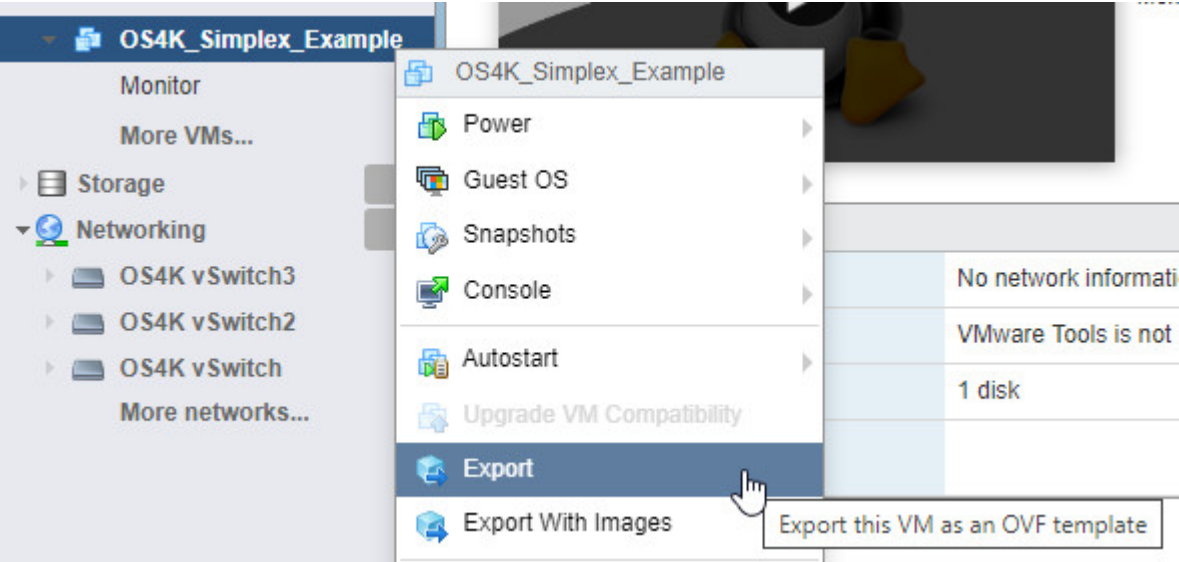 OS4K_Simplex_Example
Monitor
More VMs...
Storage
Networking
OS4K vSwitch3
OS4K vSwitch2
OS4K vSwitch
More networks...
OS4K_Simplex_Example
Power
Guest OS
Snapshots
Console
Autostart
Upgrade VM Compatibility
Export
Export With Images
Export this VM as an OVF template
No network informati
VMware Tools is not
1 disk